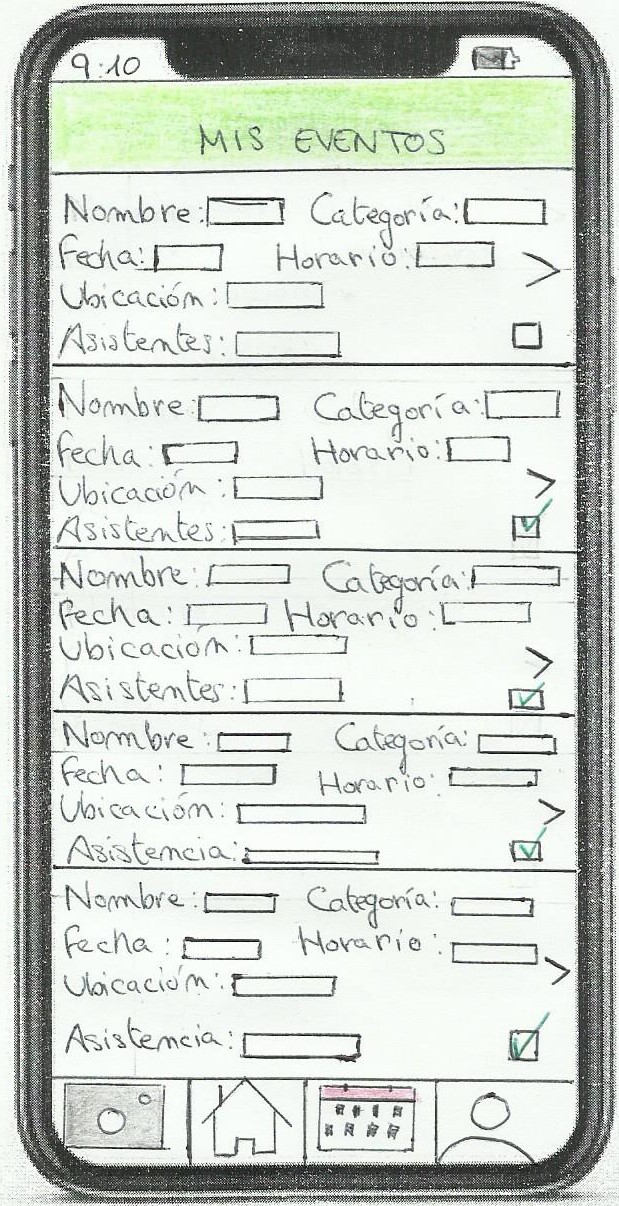 9:10
MIS EVENTOS
Nombre: Categoría:
Fecha: Horario:
Ubicación:
Asistentes:
Nombre: Categoría:
Fecha: Horario:
Ubicación:
Asistentes:
Nombre: Categoría:
Fecha: Horario:
Ubicación:
Asistentes:
Nombre: Categoría:
Fecha: Horario:
Ubicación:
Asistencia:
Nombre: Categoría:
Fecha: Horario:
Ubicación:
Asistencia: